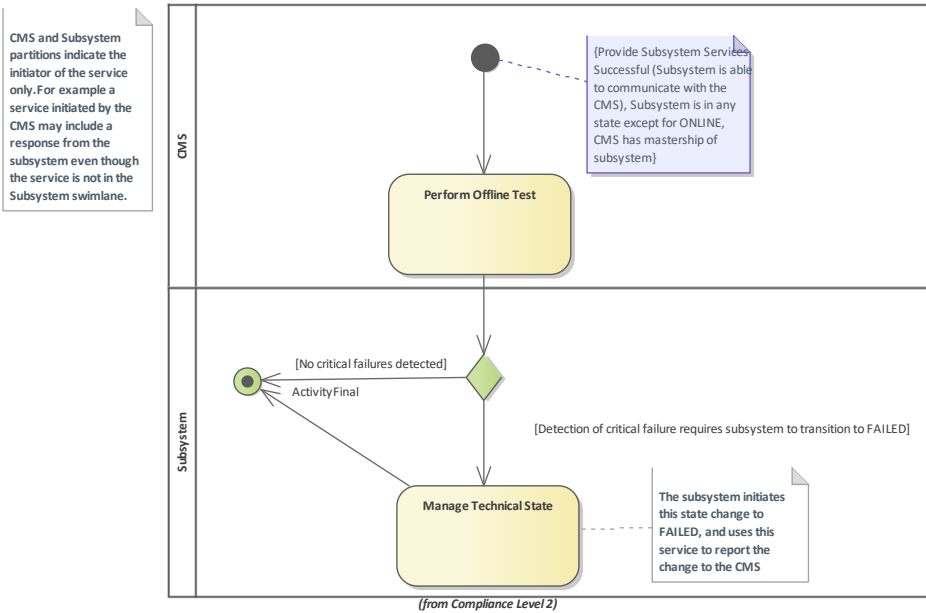 CMS and Subsystem
partitions indicate the
initiator of the service
only.For example a
service initiated by the
CMS may include a
response from the
subsystem even though
the service is not in the
Subsystem swimlane.
CMS
{Provide Subsystem Services
Successful (Subsystem is able
to communicate with the
CMS), Subsystem is in any
state except for ONLINE,
CMS has mastership of
subsystem}
Perform Offline Test
Subsystem
[No critical failures detected]
ActivityFinal
[Detection of critical failure requires subsystem to transition to FAILED]
Manage Technical State
The subsystem initiates
this state change to
FAILED, and uses this
service to report the
change to the CMS
(from Compliance Level 2)